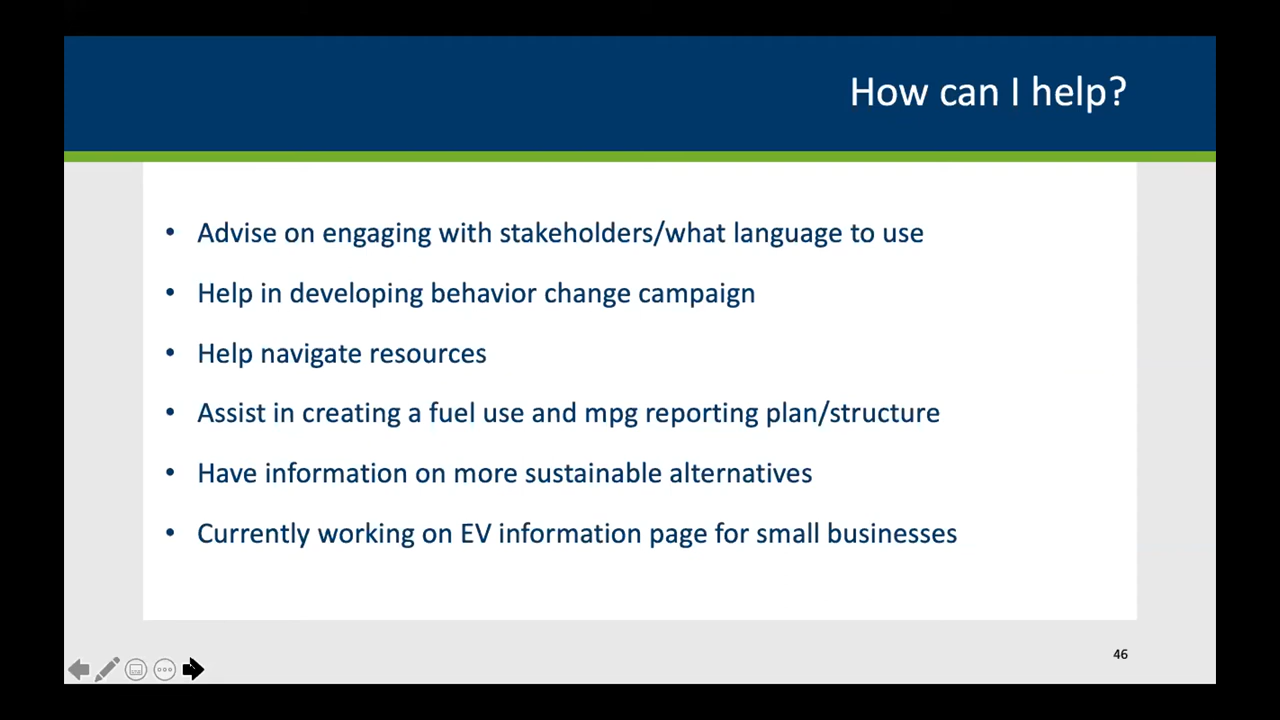 How can I help?
• Advise on engaging with stakeholders/what language to use
• Help in developing behavior change campaign
• Help navigate resources
• Assist in creating a fuel use and mpg reporting plan/structure
• Have information on more sustainable alternatives
• Currently working on EV information page for small businesses
46